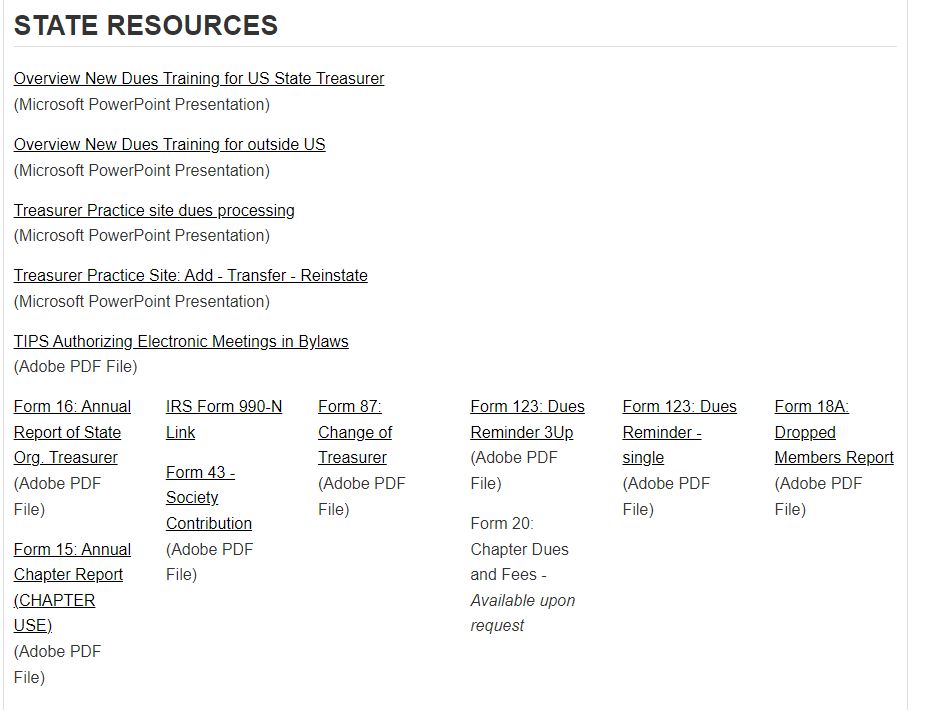 STATE RESOURCES
Overview New Dues Training for US State Treasurer
(Microsoft PowerPoint Presentation)
Overview New Dues Training for outside US
(Microsoft PowerPoint Presentation)
Treasurer Practice site dues processing
(Microsoft PowerPoint Presentation)
Treasurer Practice Site: Add - Transfer - Reinstate
(Microsoft PowerPoint Presentation)
TIPS Authorizing Electronic Meetings in Bylaws
(Adobe PDF File)
Form 16: Annual
Report of State
Org. Treasurer
(Adobe PDF
File)
Form 15: Annual
Chapter Report
(CHAPTER
USE)
(Adobe PDF
File)
IRS Form 990-N
Link
Form 43 -
Society
Contribution
(Adobe PDF
File)
Form 87:
Change of
Treasurer
(Adobe PDF
File)
Form 123: Dues
Reminder 3Up
(Adobe PDF
File)
Form 20:
Chapter Dues
and Fees -
Available upon
request
Form 123: Dues
Reminder -
single
(Adobe PDF
File)
Form 18A:
Dropped
Members Report
(Adobe PDF
File)